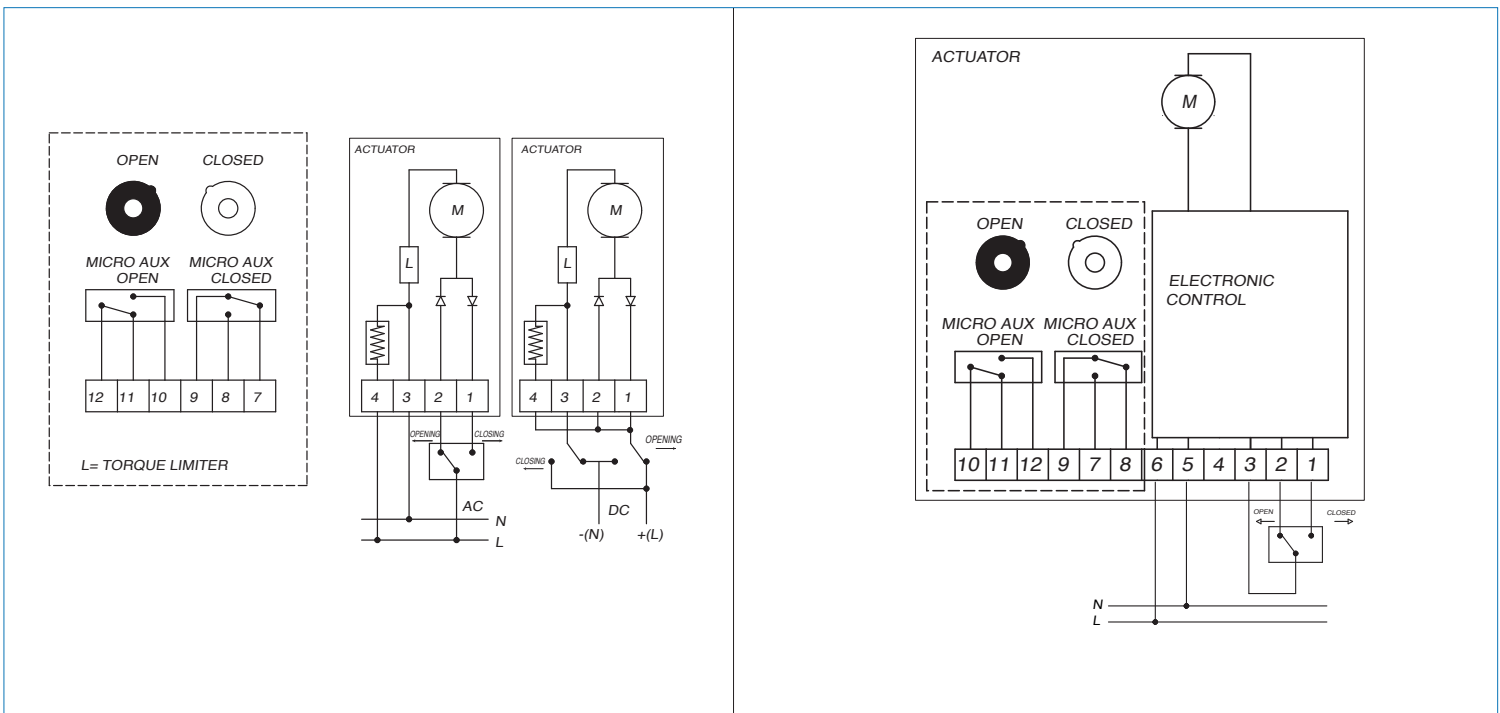 OPEN CLOSED
MICRO AUX
OPEN
MICRO AUX
CLOSED
12 11 10 9 8 7
L= TORQUE LIMITER
ACTUATOR
M
L
4 3 2 1
OPENING CLOSING
AC
N
L
ACTUATOR
M
L
4 3 2 1
OPENING
CLOSING
DC
-(N) +(L)
ACTUATOR
M
OPEN CLOSED
ELECTRONIC
CONTROL
MICRO AUX
OPEN
MICRO AUX
CLOSED
10 11 12 9 7 8 6 5 4 3 2 1
OPEN CLOSED
N
L